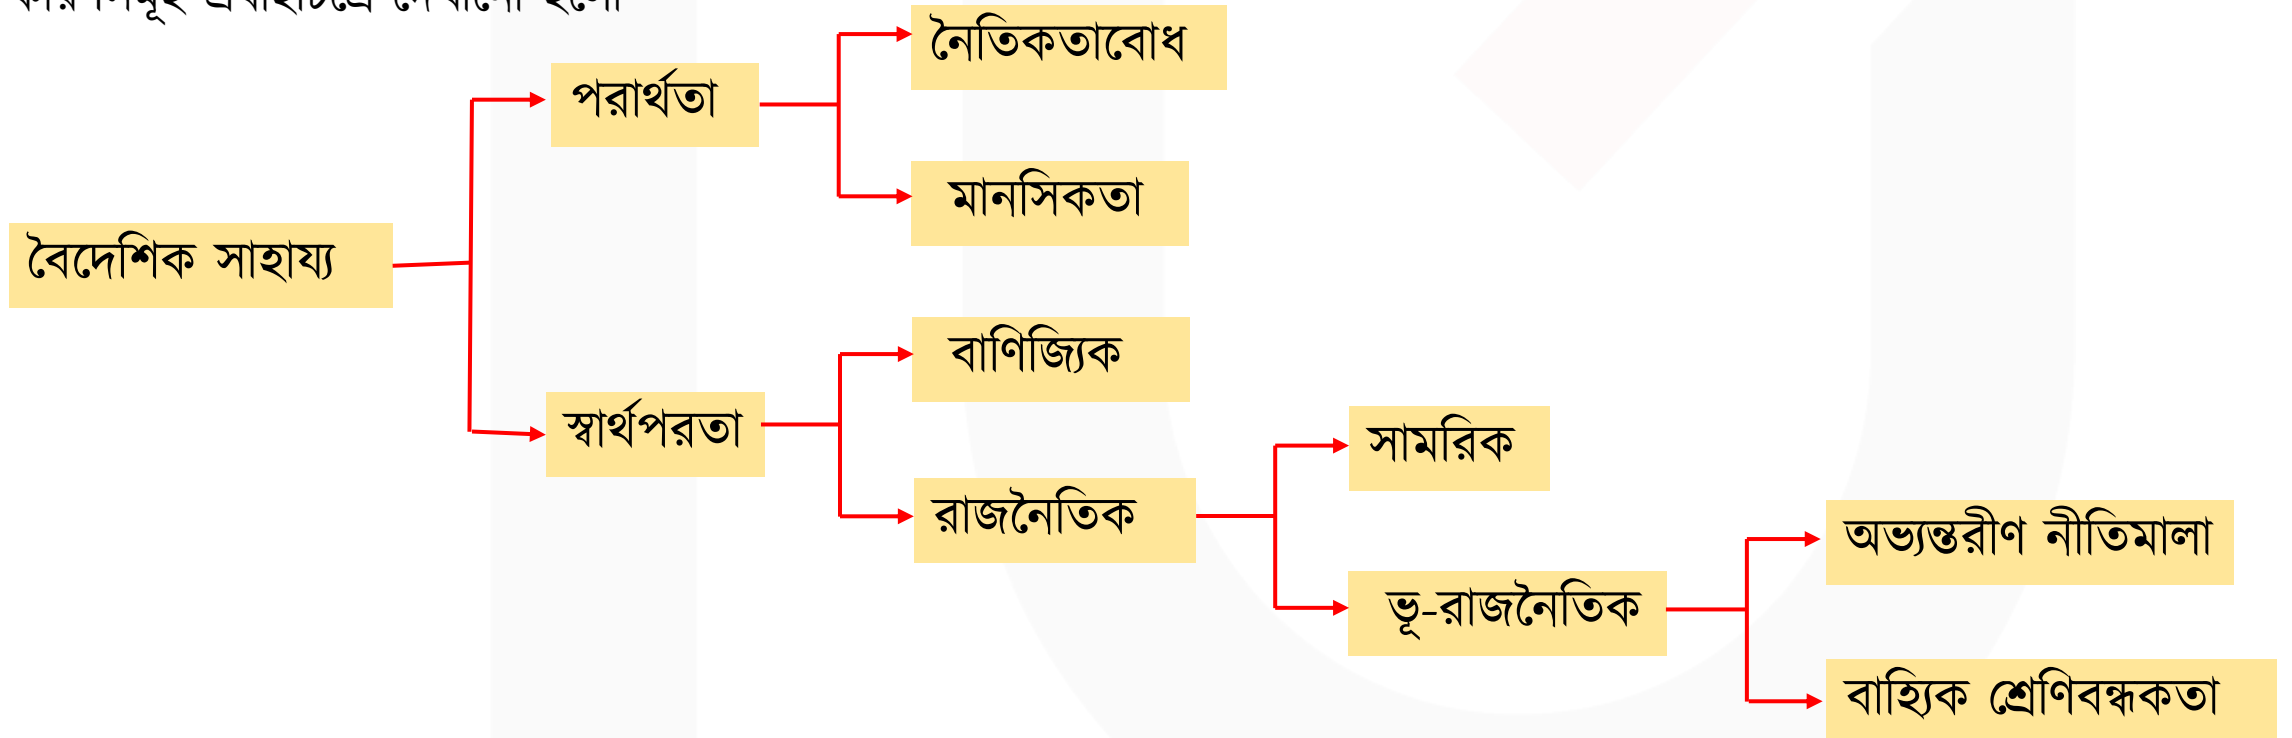 নৈতিকতাবোধ
পরার্থতা
মানসিকতা
বৈদেশিক সাহায্য
বাণিজ্যিক
স্বার্থপরতা
সামরিক
রাজনৈতিক
অভ্যন্তরীণ নীতিমালা
ভূ-রাজনৈতিক
বাহ্যিক শ্রেণিবন্ধকতা